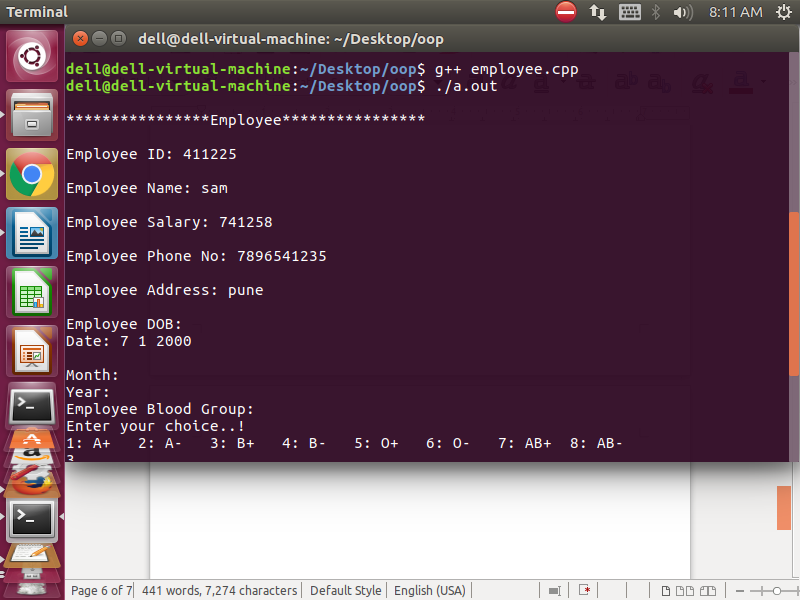 Terminal
8:11 AM
dell@dell-virtual-machine: ~/Desktop/oop
dell@dell-virtual-machine:~/Desktop/oop$ g++ employee.cpp
dell@dell-virtual-machine:~/Desktop/oop$ ./a.out
****************Employee****************
Employee ID: 411225
Employee Name: sam
Employee Salary: 741258
Employee Phone No: 7896541235
Employee Address: pune
Employee DOB:
Date: 7 1 2000
Month:
Year:
Employee Blood Group:
Enter your choice..!
1: A+   2: A-   3: B+   4: B-   5: O+   6: O-   7: AB+  8: AB-
3
Page 6 of 7
441 words, 7,274 characters
Default Style
English (USA)